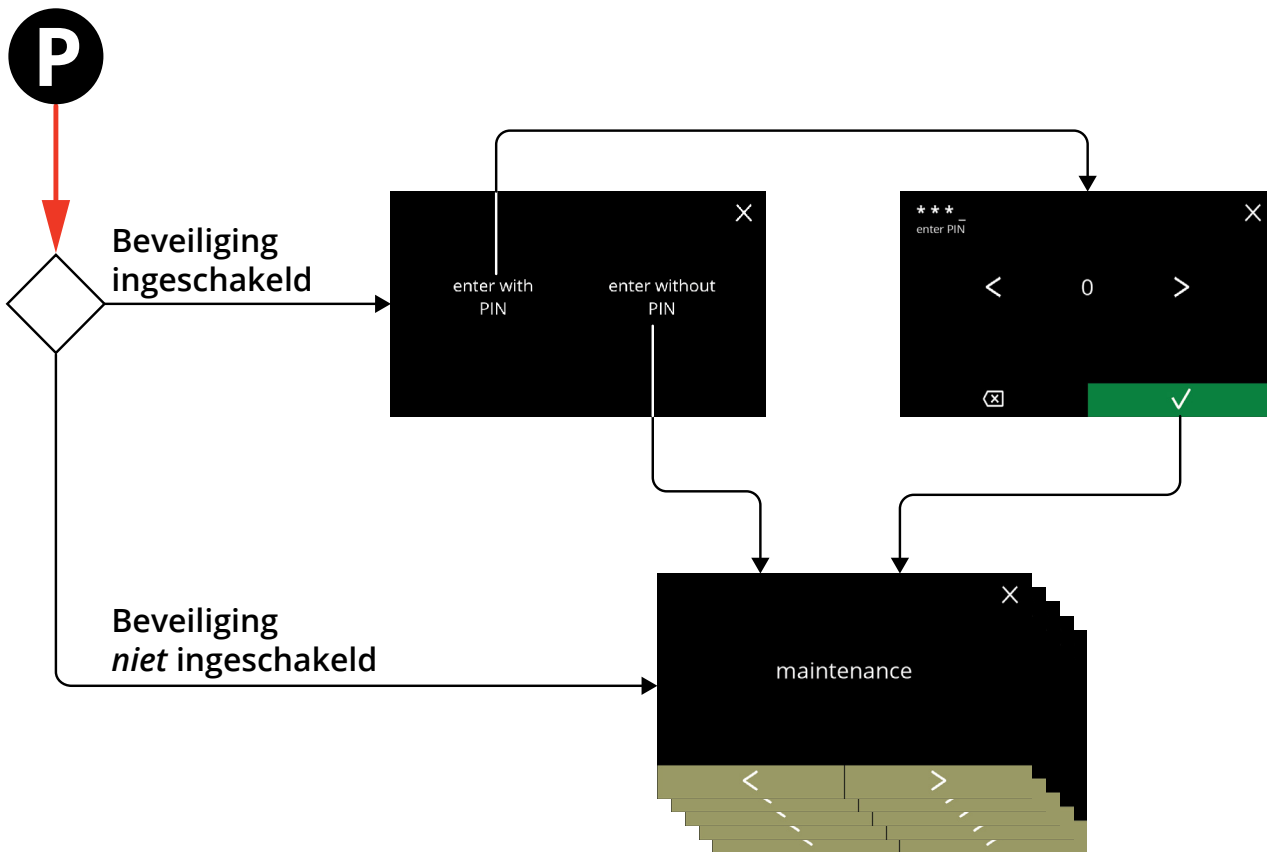 P
Beveiliging
ingeschakeld
enter with
PIN
enter without
PIN
***_
enter PIN
0
Beveiliging
niet ingeschakeld
maintenance